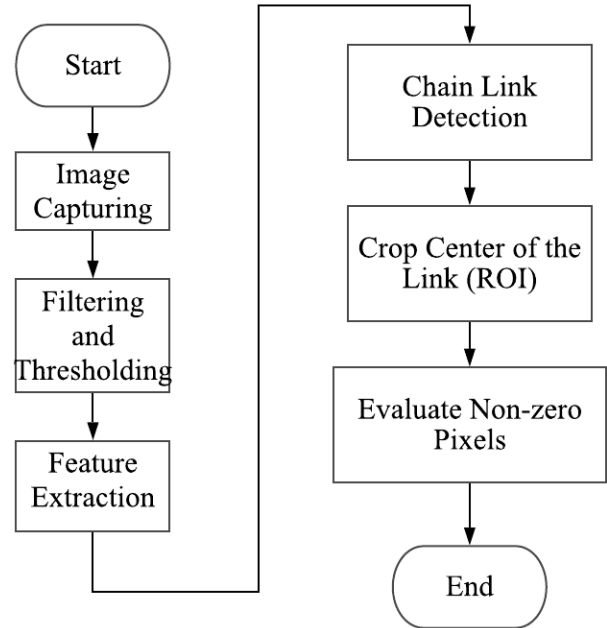 Start
Image
Capturing
Filtering
and
Thresholding
Feature
Extraction
Chain Link
Detection
Crop Center of the
Link (ROI)
Evaluate Non-zero
Pixels
End